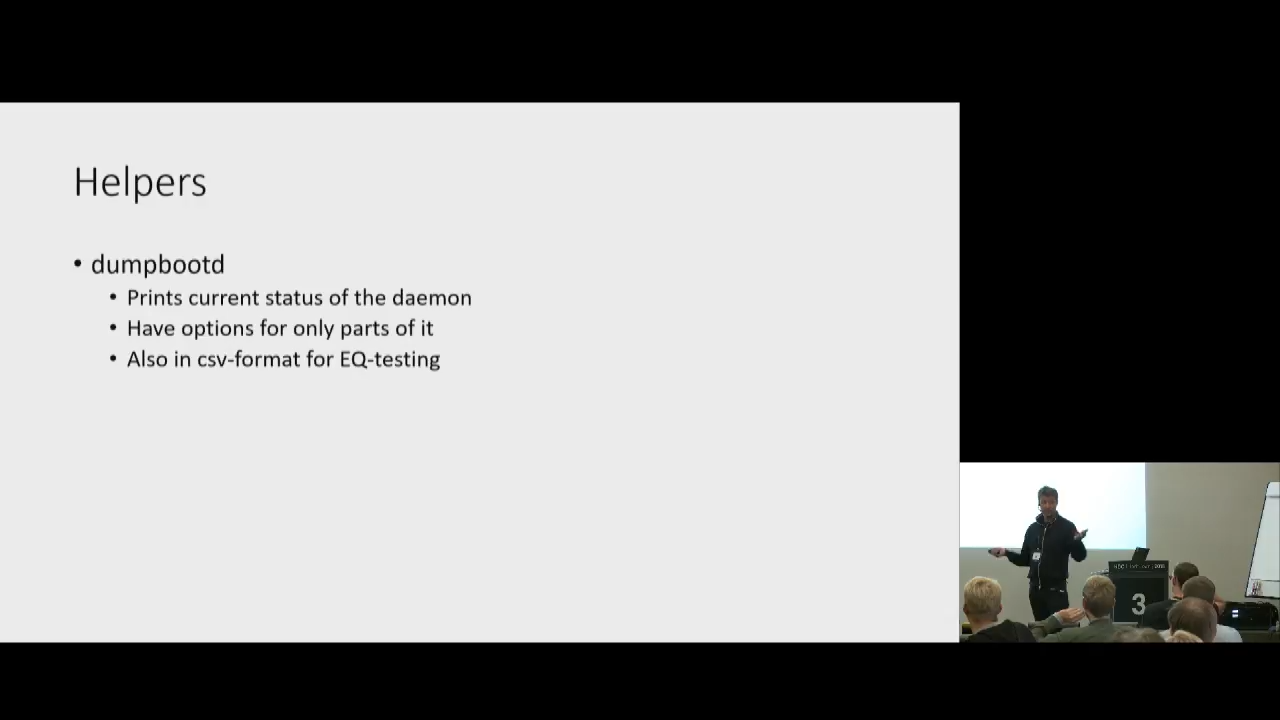 Helpers
• dumpbootd
• Prints current status of the daemon
• Have options for only parts of it
• Also in csv-format for EQ-testing
3